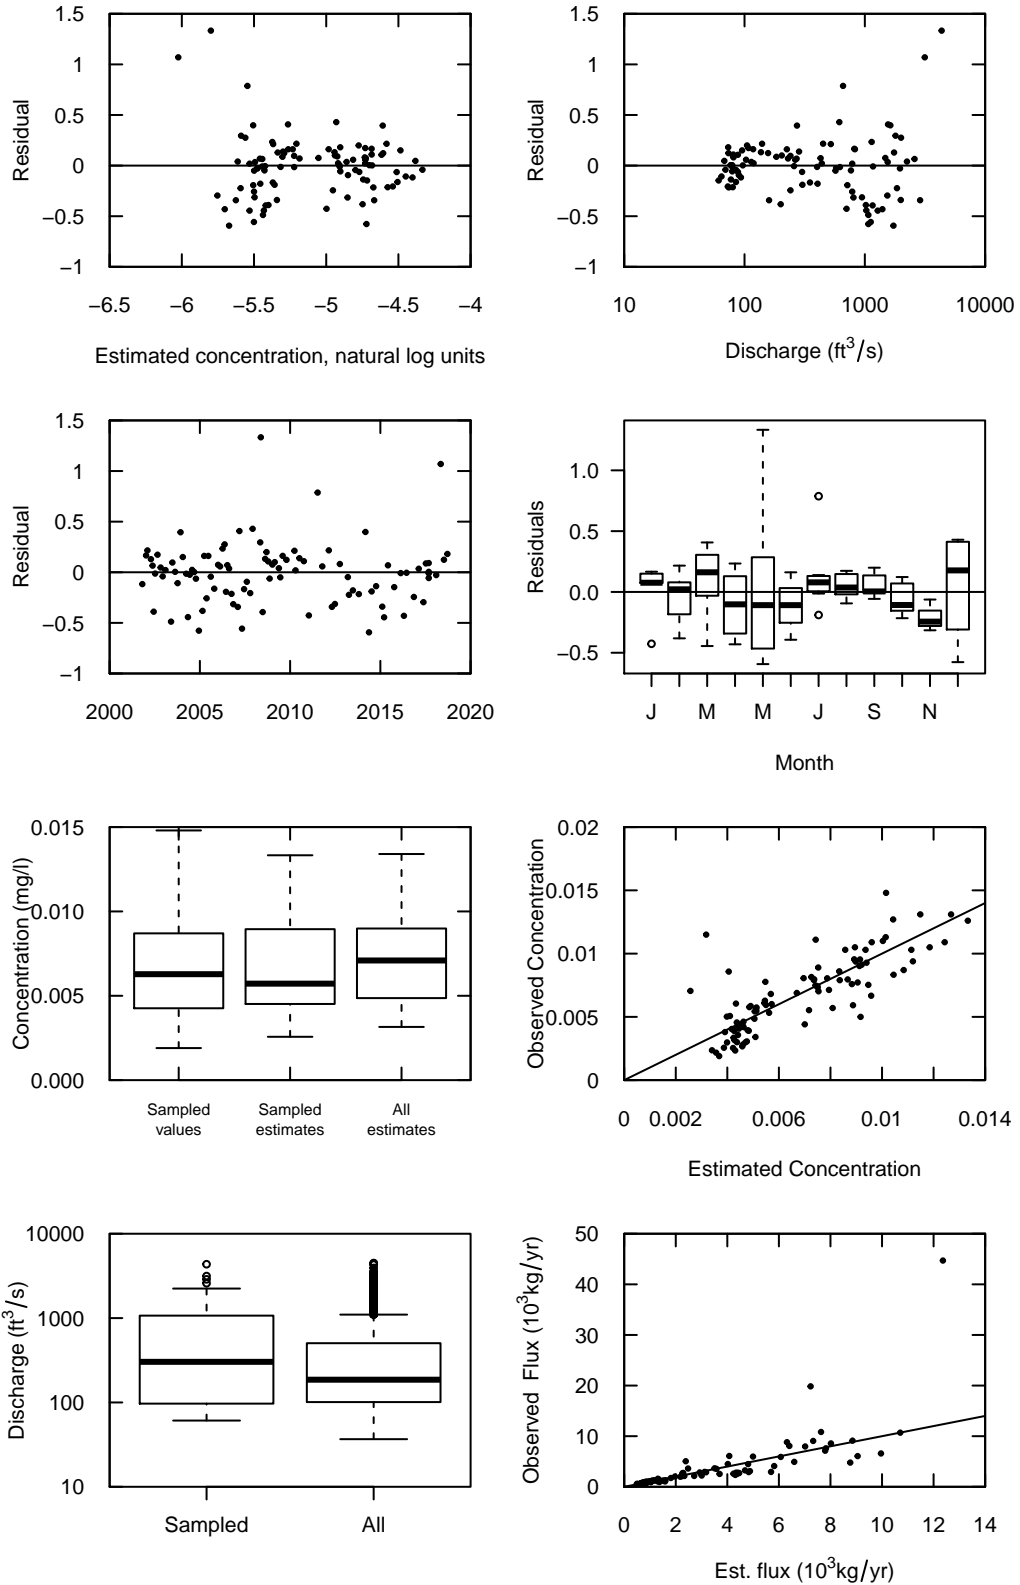 1.5
1
0.5
0
−0.5
−1
Residual
−6.5 −6 −5.5 −5 −4.5 −4
Estimated concentration, natural log units
1.5
1
0.5
0
−0.5
−1
Residual
10 100 1000 10000
Discharge (ft³/s)
1.5
1
0.5
0
−0.5
−1
Residual
2000 2005 2010 2015 2020
1.0
0.5
0.0
−0.5
Residuals
J M M J S N
Month
0.015
0.010
0.005
0.000
Concentration (mg/l)
Sampled Sampled All
values estimates estimates
0.02
0.015
0.01
0.005
0
Observed Concentration
0 0.002 0.006 0.01 0.014
Estimated Concentration
10000
1000
100
10
Discharge (ft³/s)
Sampled All
50
40
30
20
10
0
Observed Flux (10³kg/yr)
0 2 4 6 8 10 12 14
Est. flux (10³kg/yr)